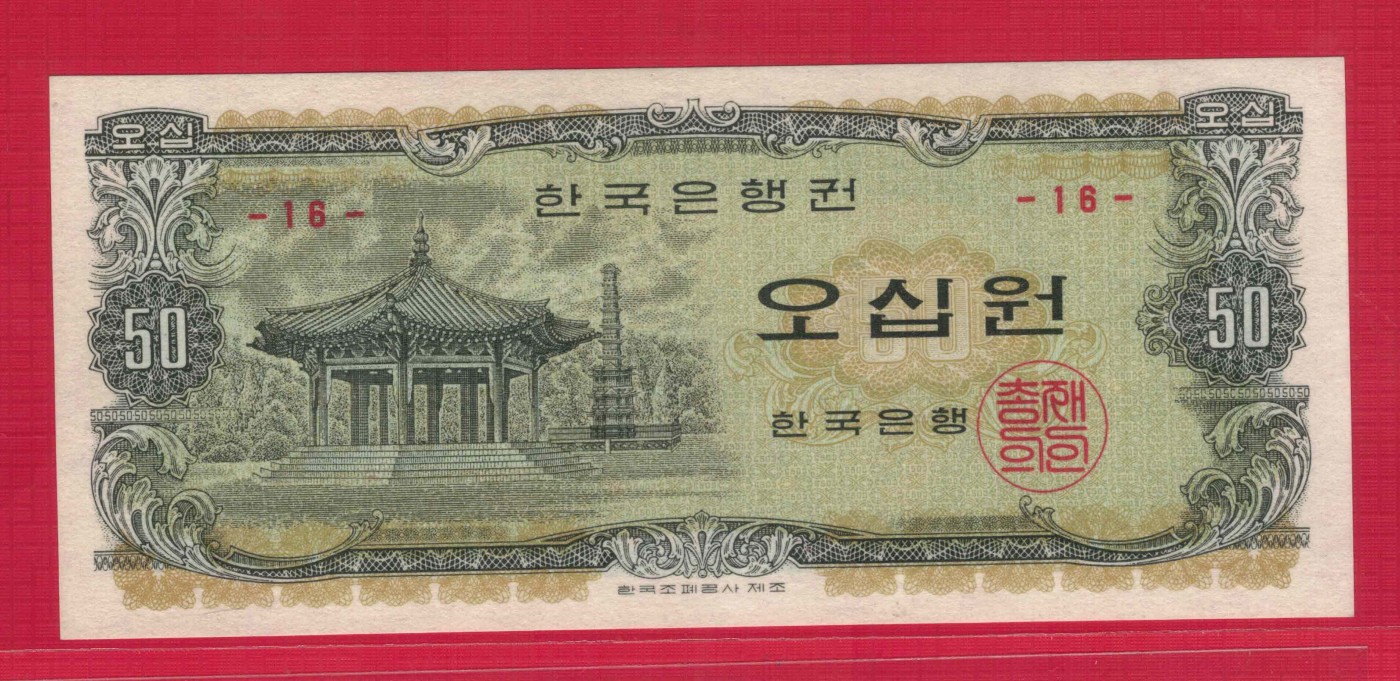 오십 오십
한국은행권
- 16 - - 16 -
오십원
50 50
한국은행
총재의인
한국조폐공사 제조